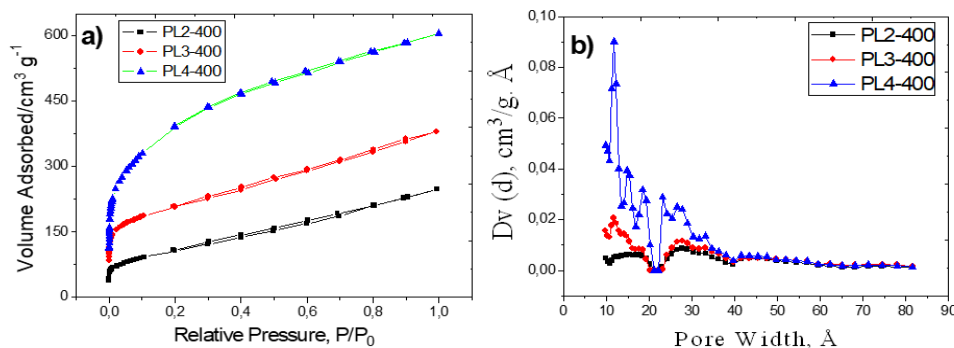 a)
PL2-400
PL3-400
PL4-400
Volume Adsorbed/cm³ g⁻¹
600
450
300
150
0
0,0 0,2 0,4 0,6 0,8 1,0
Relative Pressure, P/P₀
b)
PL2-400
PL3-400
PL4-400
Dv (d), cm³/g. Å
0,10
0,08
0,06
0,04
0,02
0,00
0 10 20 30 40 50 60 70 80 90
Pore Width, Å